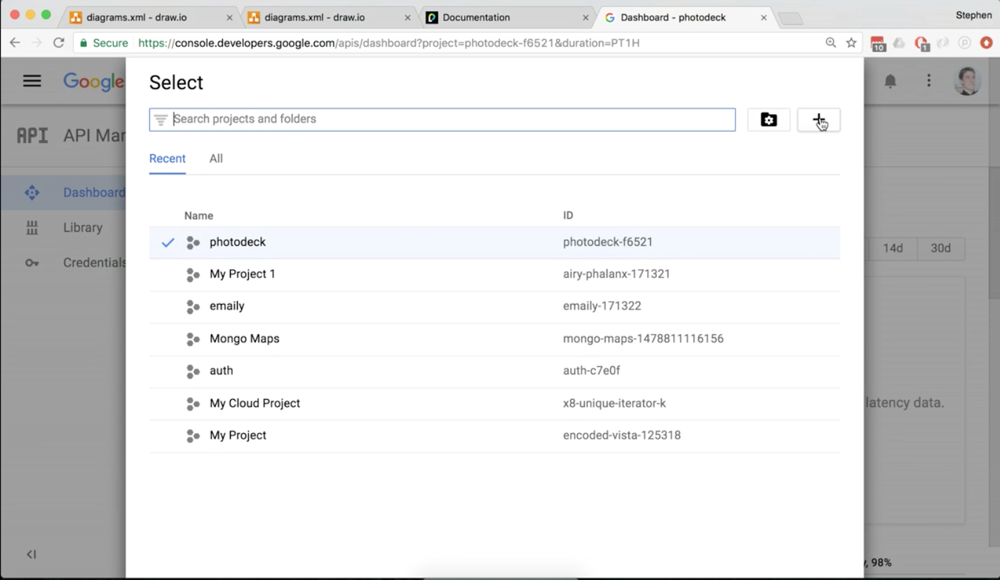 diagrams.xml - draw.io
diagrams.xml - draw.io
Documentation
Dashboard - photodeck
Stephen
Secure
https://console.developers.google.com/apis/dashboard?project=photodeck-f6521&duration=PT1H
10
1
Google
Select
Search projects and folders
API
API Mar
Recent
All
Dashboard
Library
Credentials
Name
ID
photodeck
photodeck-f6521
My Project 1
airy-phalanx-171321
emaily
emaily-171322
Mongo Maps
mongo-maps-1478811116156
auth
auth-c7e0f
My Cloud Project
x8-unique-iterator-k
My Project
encoded-vista-125318
14d
30d
latency data.
, 98%